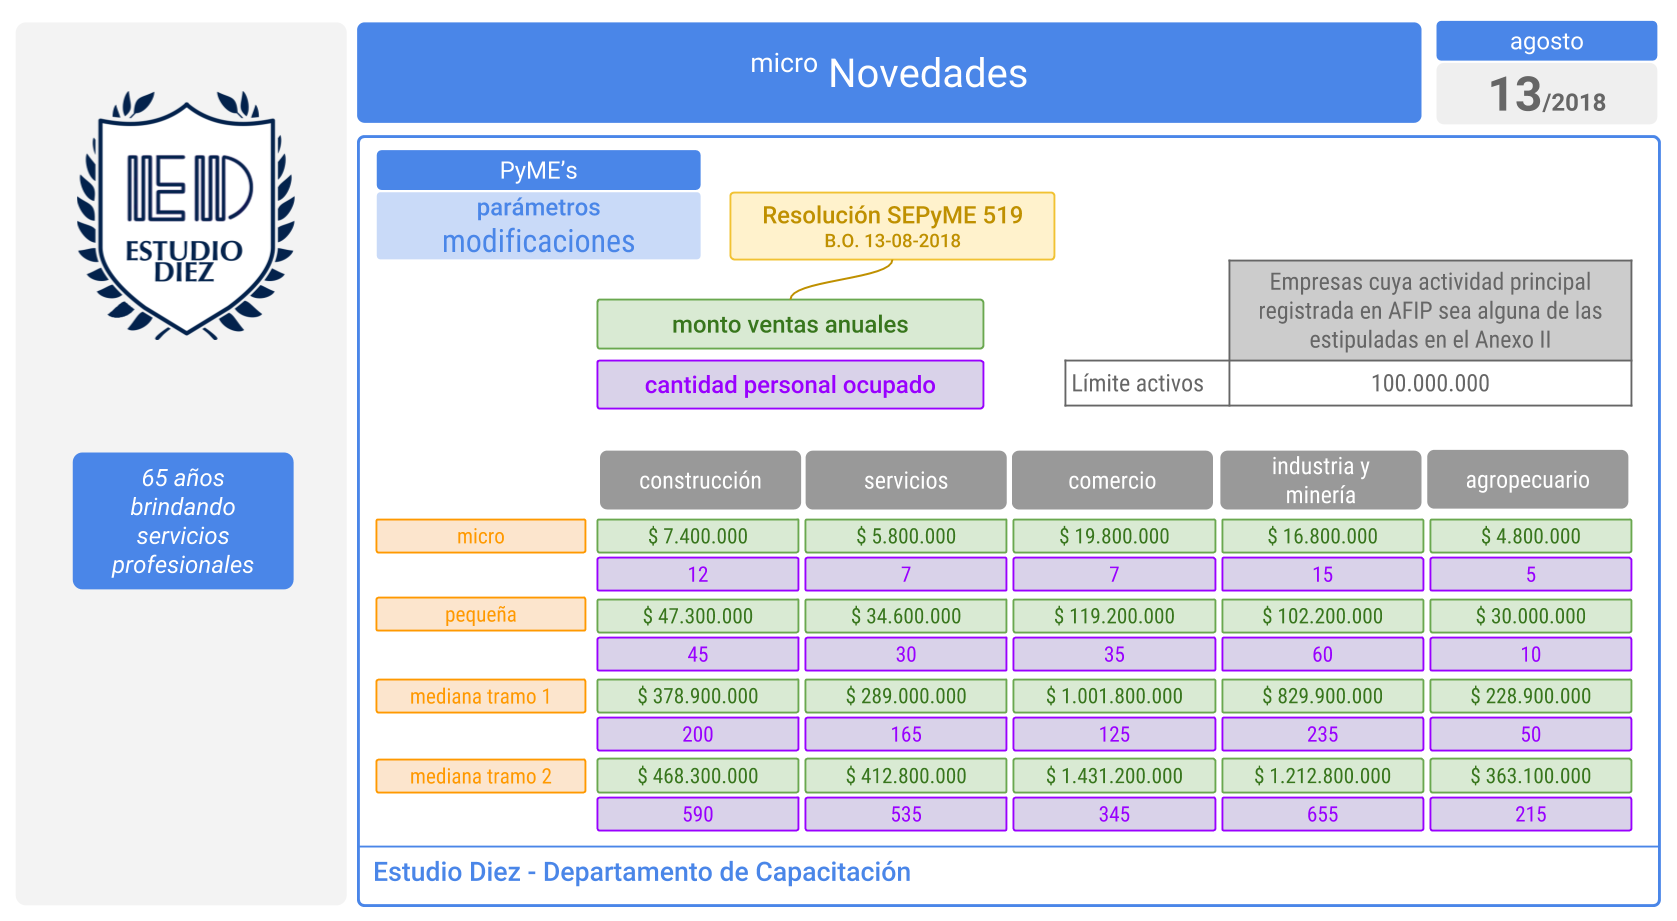 ED
ESTUDIO
DIEZ
65 años
brindando
servicios
profesionales
micro Novedades
agosto
13/2018
PyME's
parámetros
modificaciones
Resolución SEPyME 519
B.O. 13-08-2018
monto ventas anuales
cantidad personal ocupado
Empresas cuya actividad principal
registrada en AFIP sea alguna de las
estipuladas en el Anexo II
Límite activos 100.000.000
construcción servicios comercio industria y minería agropecuario
micro $ 7.400.000 $ 5.800.000 $ 19.800.000 $ 16.800.000 $ 4.800.000
12 7 7 15 5
pequeña $ 47.300.000 $ 34.600.000 $ 119.200.000 $ 102.200.000 $ 30.000.000
45 30 35 60 10
mediana tramo 1 $ 378.900.000 $ 289.000.000 $ 1.001.800.000 $ 829.900.000 $ 228.900.000
200 165 125 235 50
mediana tramo 2 $ 468.300.000 $ 412.800.000 $ 1.431.200.000 $ 1.212.800.000 $ 363.100.000
590 535 345 655 215
Estudio Diez - Departamento de Capacitación